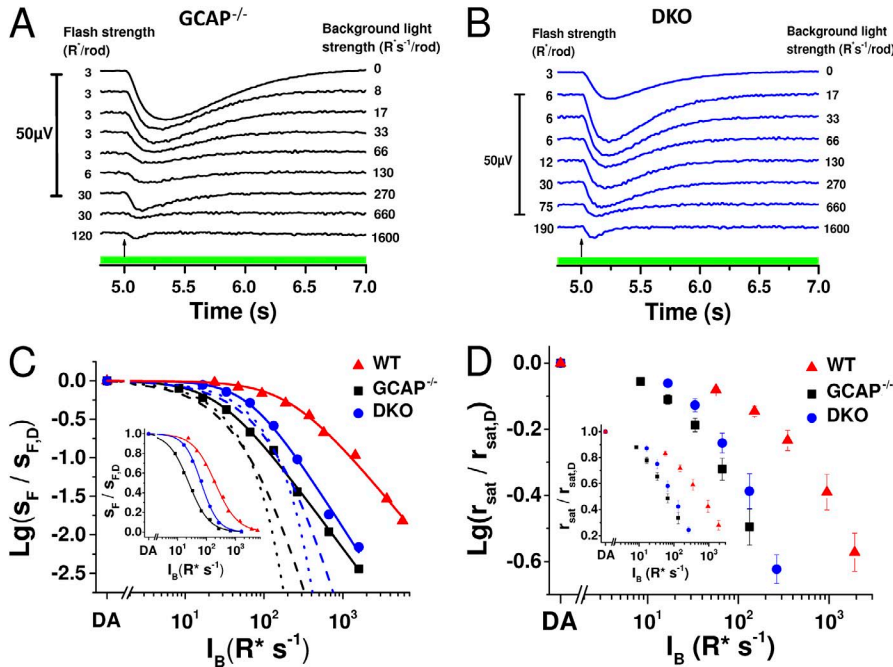 A
GCAP-/-
Flash strength
(R*/rod)
Background light
strength (R*s-1/rod)
3 0
3 8
3 17
3 33
3 66
6 130
30 270
30 660
120 1600
50µV
5.0 5.5 6.0 6.5 7.0
Time (s)
B
DKO
Flash strength
(R*/rod)
Background light
strength (R*s-1/rod)
3 0
6 17
6 33
6 66
12 130
30 270
75 660
190 1600
50µV
5.0 5.5 6.0 6.5 7.0
Time (s)
C
WT
GCAP-/-
DKO
Lg(sF / sF,D)
0.0
-0.5
-1.0
-1.5
-2.0
-2.5
DA 10¹ 10² 10³
IB(R* s-1)
sF / sF,D
1.0
0.8
0.6
0.4
0.2
0.0
DA 10¹ 10² 10³
IB(R* s-1)
D
WT
GCAP-/-
DKO
Lg(rsat / rsat,D)
0.0
-0.2
-0.4
-0.6
DA 10¹ 10² 10³
IB (R* s-1)
rsat / rsat,D
1.0
0.8
0.6
0.4
0.2
DA 10¹ 10² 10³
IB (R* s-1)